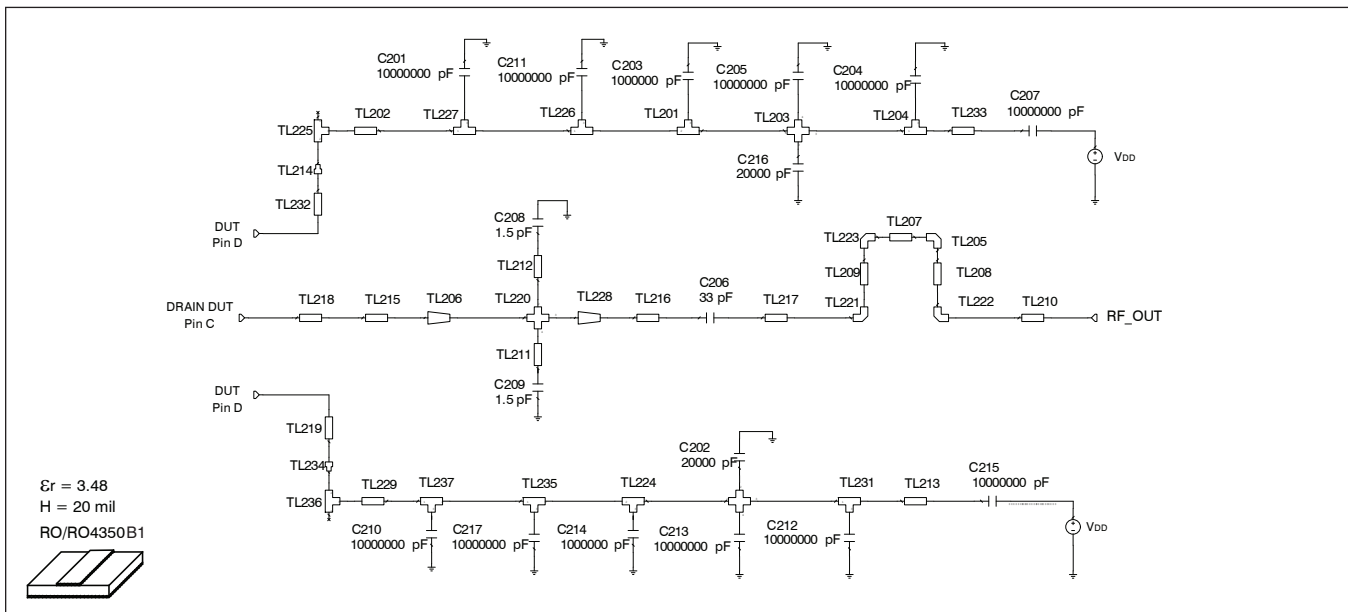 C201
10000000 pF
C211
10000000 pF
C203
1000000 pF
C205
10000000 pF
C204
10000000 pF
C207
10000000 pF
TL202
TL227
TL226
TL201
TL203
TL204
TL233
TL225
TL214
TL232
C216
20000 pF
VDD
DUT
Pin D
C208
1.5 pF
TL212
TL207
TL223
TL205
TL209
TL208
DRAIN DUT
Pin C
TL218
TL215
TL206
TL220
TL228
TL216
C206
33 pF
TL217
TL221
TL222
TL210
RF_OUT
TL211
C209
1.5 pF
DUT
Pin D
TL219
TL234
TL236
TL229
TL237
TL235
TL224
C202
20000 pF
TL231
TL213
C215
10000000 pF
VDD
C210
10000000 pF
C217
10000000 pF
C214
1000000 pF
C213
10000000 pF
C212
10000000 pF
Ɛr = 3.48
H = 20 mil
RO/RO4350B1